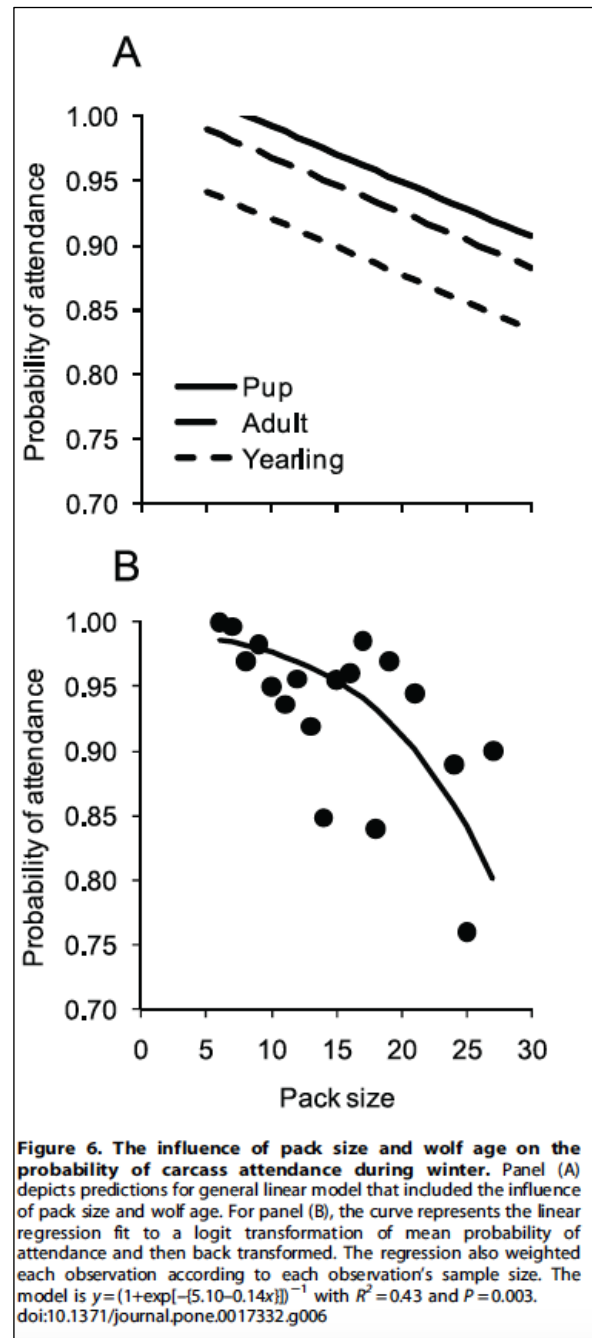 A
1.00
0.95
0.90
0.85
0.80
0.75
0.70
Probability of attendance
Pup
Adult
Yearling
B
1.00
0.95
0.90
0.85
0.80
0.75
0.70
Probability of attendance
0 5 10 15 20 25 30
Pack size
Figure 6. The influence of pack size and wolf age on the
probability of carcass attendance during winter. Panel (A)
depicts predictions for general linear model that included the influence
of pack size and wolf age. For panel (B), the curve represents the linear
regression fit to a logit transformation of mean probability of
attendance and then back transformed. The regression also weighted
each observation according to each observation's sample size. The
model is y = (1+exp[−{5.10–0.14x}])⁻¹ with R² = 0.43 and P = 0.003.
doi:10.1371/journal.pone.0017332.g006